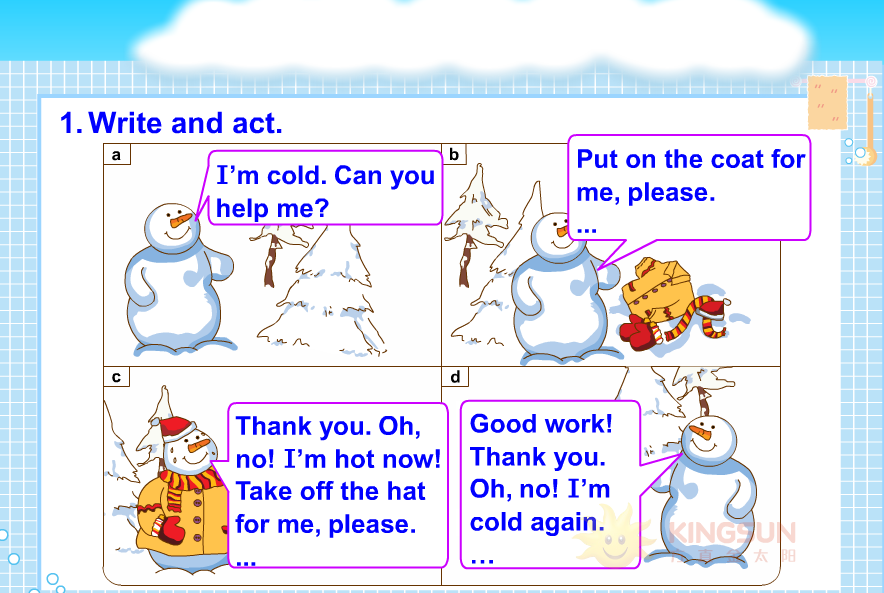 1. Write and act.
a
I'm cold. Can you
help me?
b
Put on the coat for
me, please.
...
c
Thank you. Oh,
no! I'm hot now!
Take off the hat
for me, please.
...
d
Good work!
Thank you.
Oh, no! I'm
cold again.
...
KINGSUN
太阳